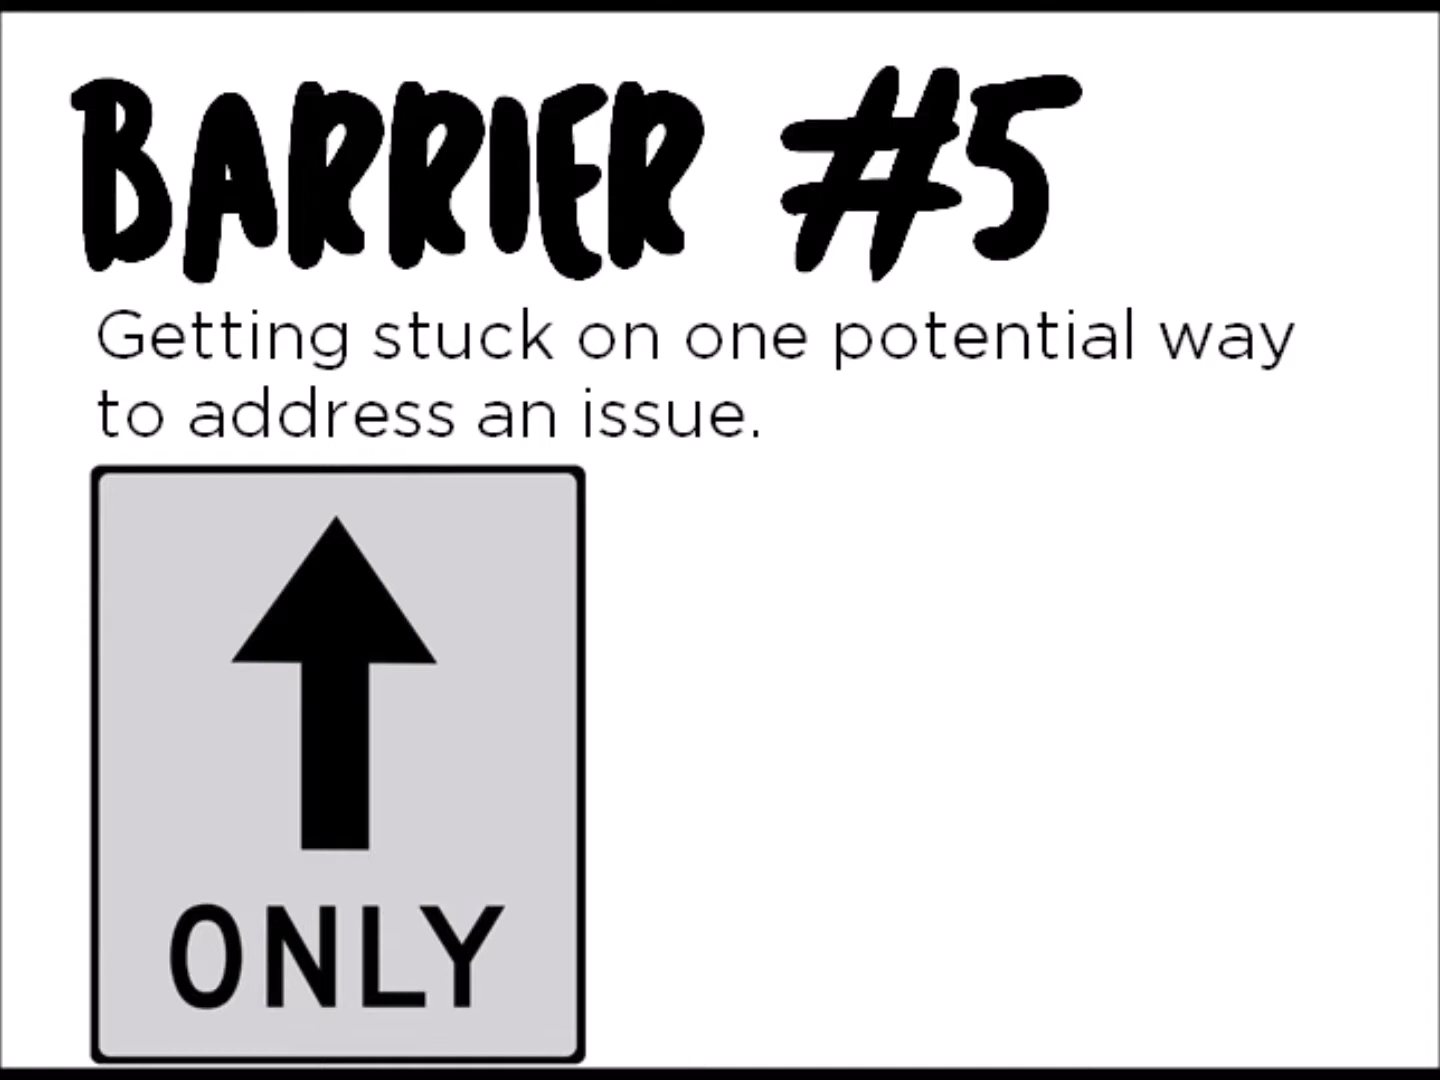 BARRIER #5
Getting stuck on one potential way
to address an issue.
ONLY